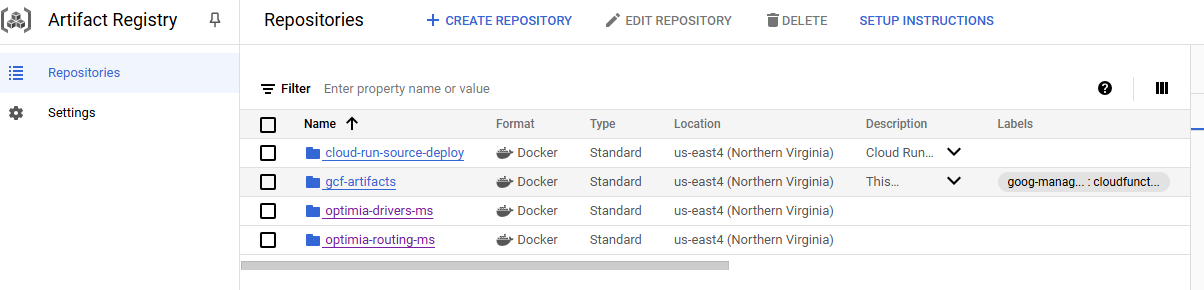 Artifact Registry
Repositories
CREATE REPOSITORY
EDIT REPOSITORY
DELETE
SETUP INSTRUCTIONS
Repositories
Settings
Filter Enter property name or value
Name Format Type Location Description Labels
cloud-run-source-deploy Docker Standard us-east4 (Northern Virginia) Cloud Run...
gcf-artifacts Docker Standard us-east4 (Northern Virginia) This... goog-manag... : cloudfunct...
optimia-drivers-ms Docker Standard us-east4 (Northern Virginia)
optimia-routing-ms Docker Standard us-east4 (Northern Virginia)